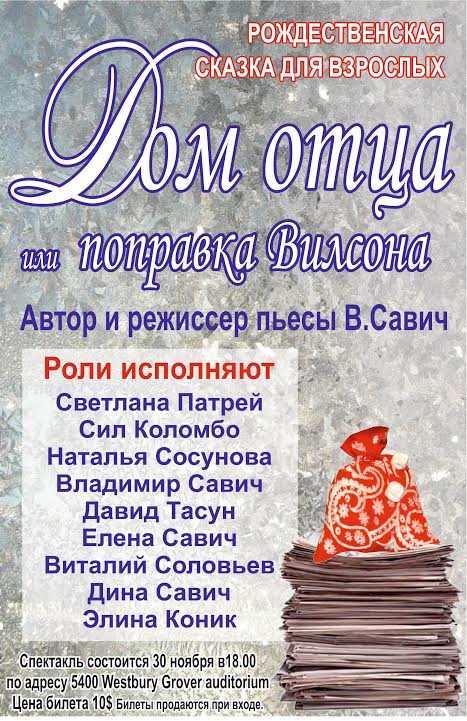 РОЖДЕСТВЕНСКАЯ
СКАЗКА ДЛЯ ВЗРОСЛЫХ
Дом отца
или поправка Вилсона
Автор и режиссер пьесы В.Савич
Роли исполняют
Светлана Патрей
Сил Коломбо
Наталья Сосунова
Владимир Савич
Давид Тасун
Елена Савич
Виталий Соловьев
Дина Савич
Элина Коник
Спектакль состоится 30 ноября в18.00
по адресу 5400 Westbury Grover auditorium
Цена билета 10$ Билеты продаются при входе.